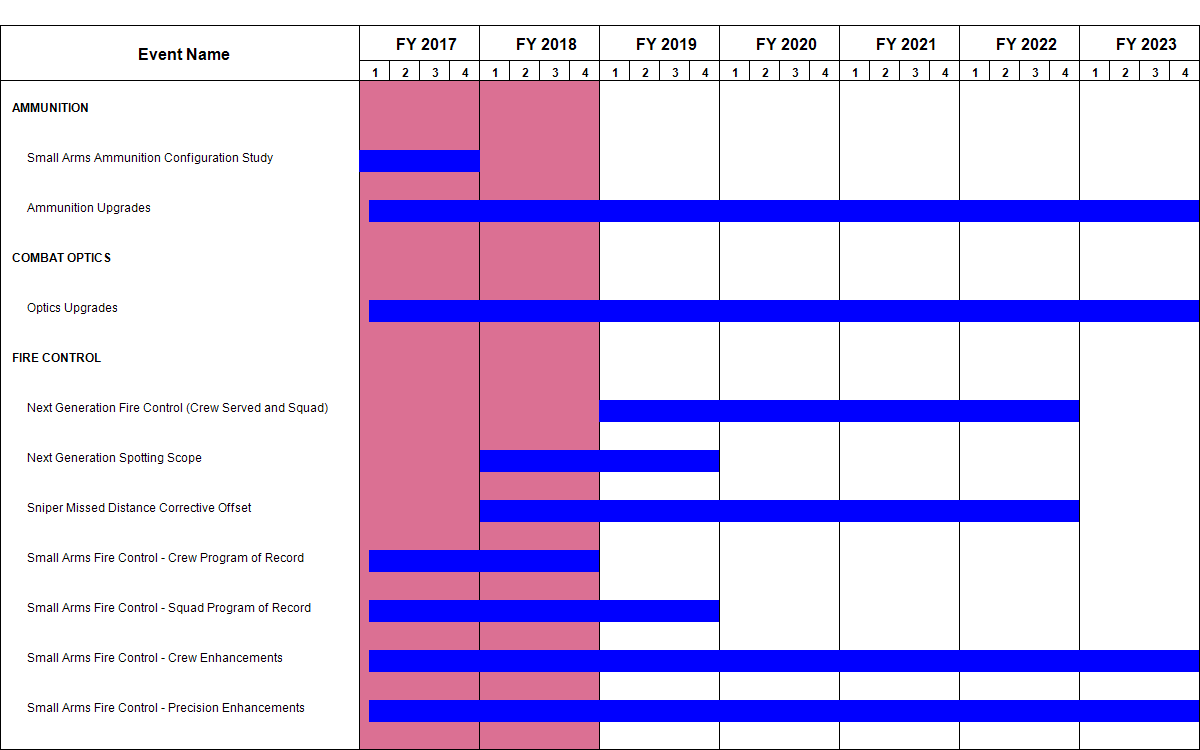 Event Name
FY 2017 FY 2018 FY 2019 FY 2020 FY 2021 FY 2022 FY 2023
1 2 3 4 1 2 3 4 1 2 3 4 1 2 3 4 1 2 3 4 1 2 3 4 1 2 3 4
AMMUNITION
Small Arms Ammunition Configuration Study
Ammunition Upgrades
COMBAT OPTICS
Optics Upgrades
FIRE CONTROL
Next Generation Fire Control (Crew Served and Squad)
Next Generation Spotting Scope
Sniper Missed Distance Corrective Offset
Small Arms Fire Control - Crew Program of Record
Small Arms Fire Control - Squad Program of Record
Small Arms Fire Control - Crew Enhancements
Small Arms Fire Control - Precision Enhancements